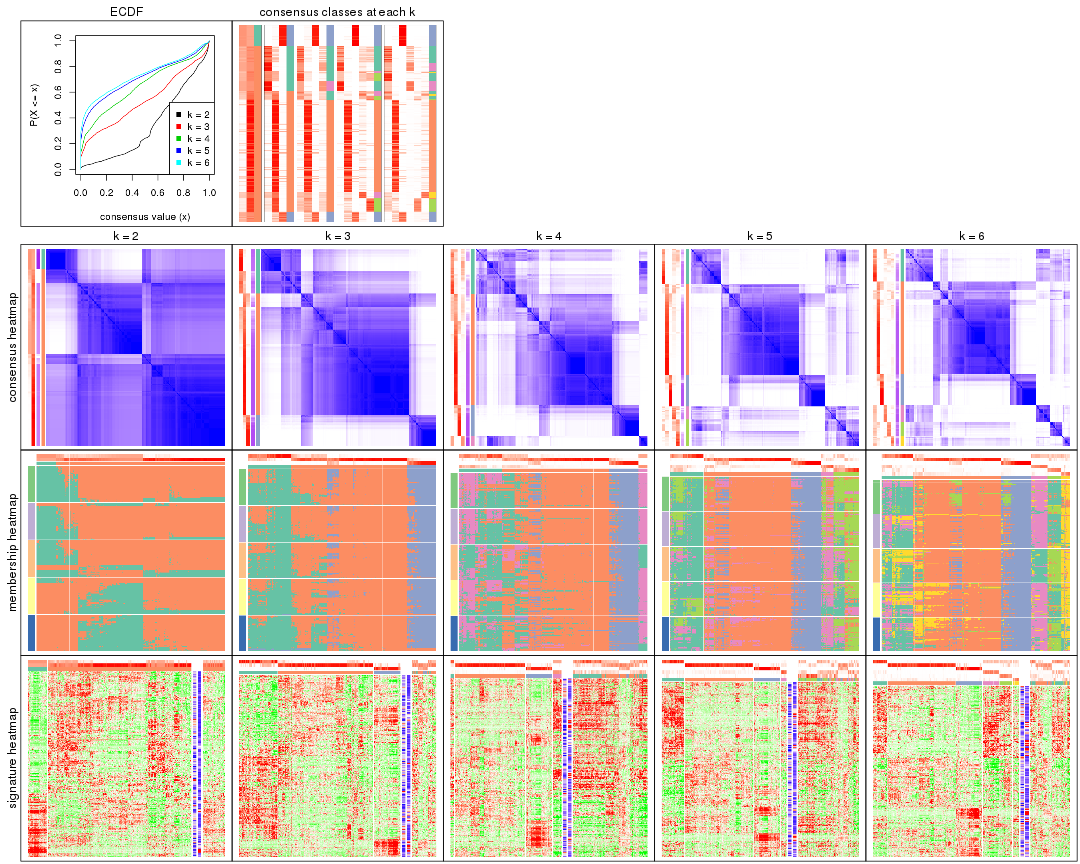 ECDF
consensus classes at each k
P(X <= x)
0.0
0.2
0.4
0.6
0.8
1.0
k = 2
k = 3
k = 4
k = 5
k = 6
0.0 0.2 0.4 0.6 0.8 1.0
consensus value (x)
k = 2
k = 3
k = 4
k = 5
k = 6
consensus heatmap
membership heatmap
signature heatmap